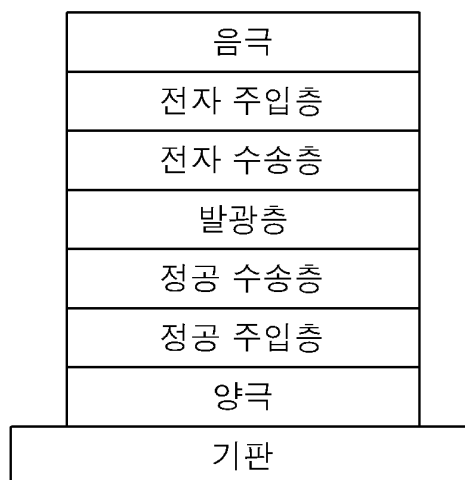 음극
전자 주입층
전자 수송층
발광층
정공 수송층
정공 주입층
양극
기판